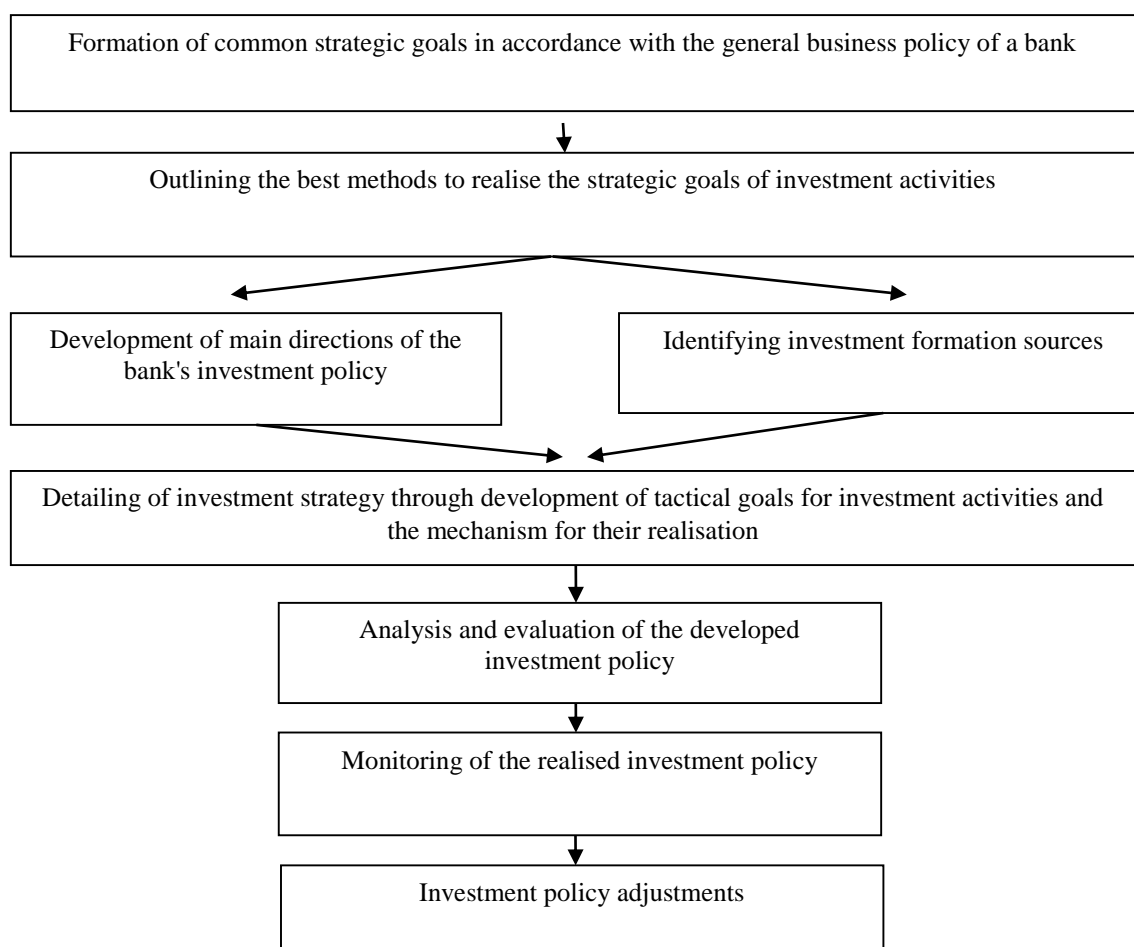 Formation of common strategic goals in accordance with the general business policy of a bank
Outlining the best methods to realise the strategic goals of investment activities
Development of main directions of the
bank's investment policy
Identifying investment formation sources
Detailing of investment strategy through development of tactical goals for investment activities and
the mechanism for their realisation
Analysis and evaluation of the developed
investment policy
Monitoring of the realised investment policy
Investment policy adjustments